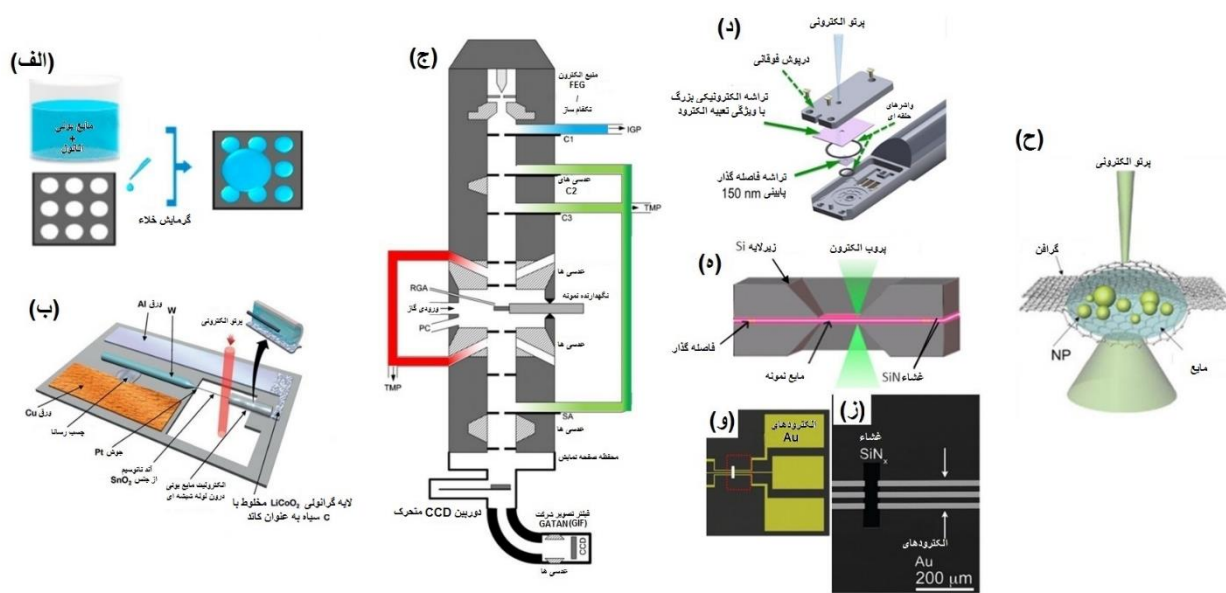 (الف)
مایع یونی
+
اتانول
گرمایش خلاء
(ب)
ورق Al
W
پرتو الکترونی
ورق Cu
چسب رسانا
جوش Pt
آند نانوسیم
از جنس SnO₂
الکترولیت مایع یونی
درون لوله شیشه ای
لایه گرانولی LiCoO₂ مخلوط با
C سیاه به عنوان کاتد
(ج)
منبع الکترون
FEG
/
تکفام ساز
IGP
C1
عدسی های
C2
TMP
C3
عدسی ها
RGA
نگهدارنده نمونه
ورودی گاز
PC
عدسی ها
TMP
SA
عدسی ها
محفظه صفحه نمایش
دوربین CCD متحرک
فیلتر تصویر شرکت
GATAN(GIF)
CCD
عدسی ها
(د)
پرتو الکترونی
درپوش فوقانی
تراشه الکترونیکی بزرگ
با ویژگی تعبیه الکترود
واشرهای
حلقه ای
تراشه فاصله گذار
پایینی 150 nm
(ه)
زیرلایه Si
پروب الکترون
فاصله گذار
مایع نمونه
غشاء SiN
(و)
الکترودهای
Au
(ز)
غشاء
SiNₓ
الکترودهای
Au
200 µm
(ح)
پرتو الکترونی
گرافن
NP
مایع